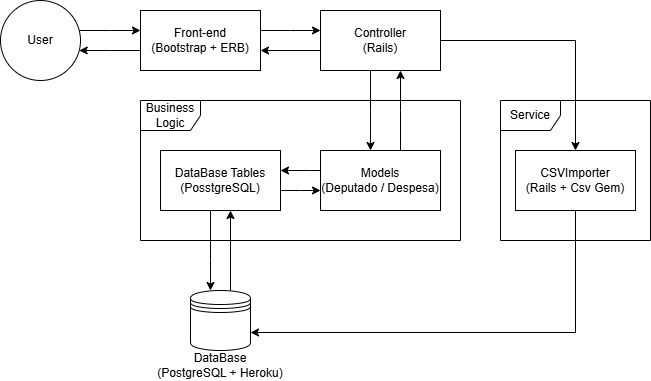 User
Front-end
(Bootstrap + ERB)
Controller
(Rails)
Business
Logic
Service
DataBase Tables
(PosstgreSQL)
Models
(Deputado / Despesa)
CSVImporter
(Rails + Csv Gem)
DataBase
(PostgreSQL + Heroku)